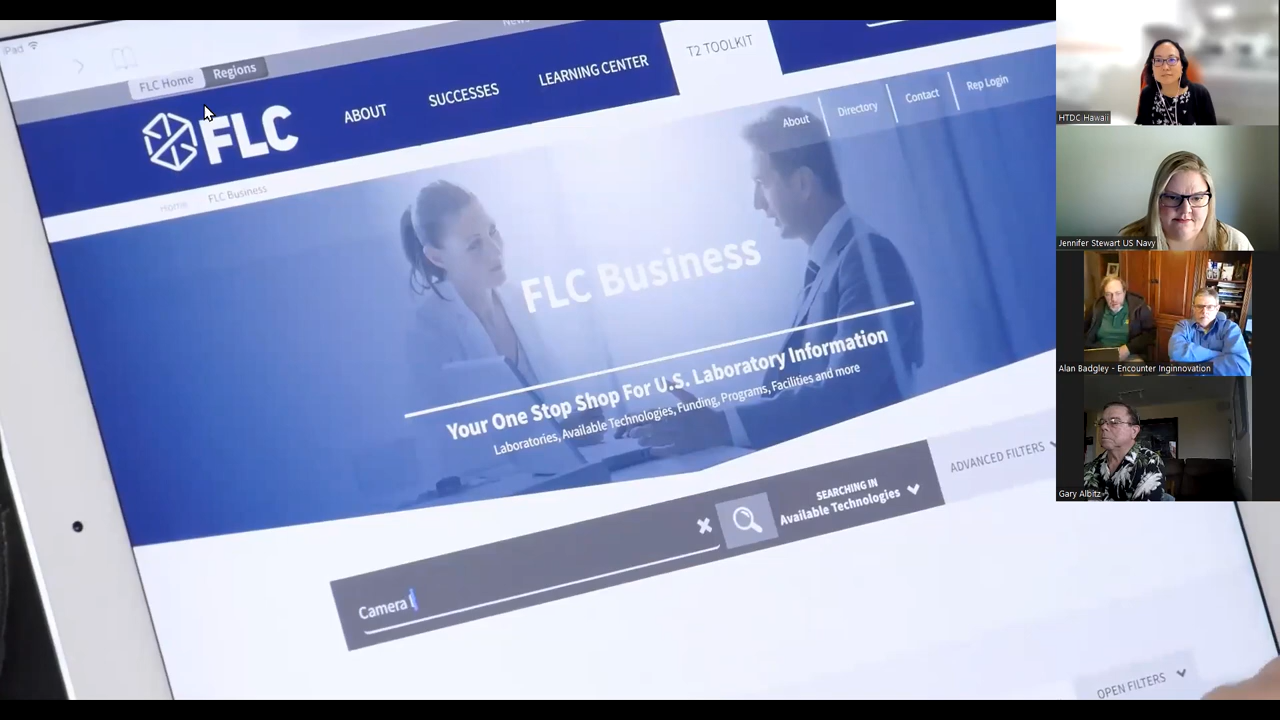 iPad
FLC Home Regions
FLC
ABOUT SUCCESSES LEARNING CENTER T2 TOOLKIT
Home FLC Business
About Directory Contact Rep Login
FLC Business
Your One Stop Shop For U.S. Laboratory Information
Laboratories, Available Technologies, Funding, Programs, Facilities and more
Camera
SEARCHING IN
Available Technologies
ADVANCED FILTERS
OPEN FILTERS
HTDC Hawaii
Jennifer Stewart US Navy
Alan Badgley - Encounter Inginnovation
Gary Albitz